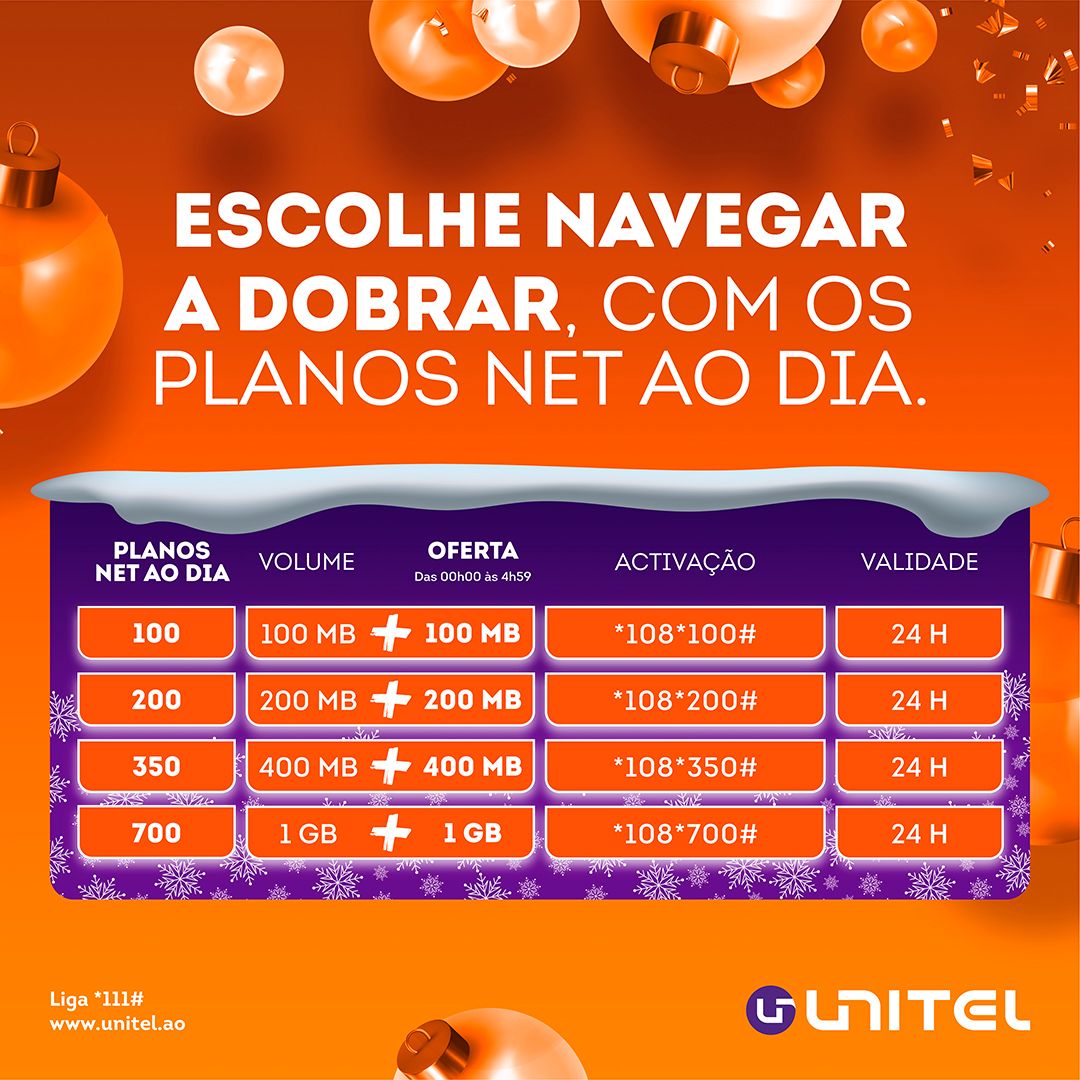 ESCOLHE NAVEGAR
A DOBRAR, COM OS
PLANOS NET AO DIA.
PLANOS NET AO DIA VOLUME OFERTA Das 00h00 às 4h59 ACTIVAÇÃO VALIDADE
100 100 MB + 100 MB *108*100# 24 H
200 200 MB + 200 MB *108*200# 24 H
350 400 MB + 400 MB *108*350# 24 H
700 1 GB + 1 GB *108*700# 24 H
Liga *111#
www.unitel.ao
UNITEL